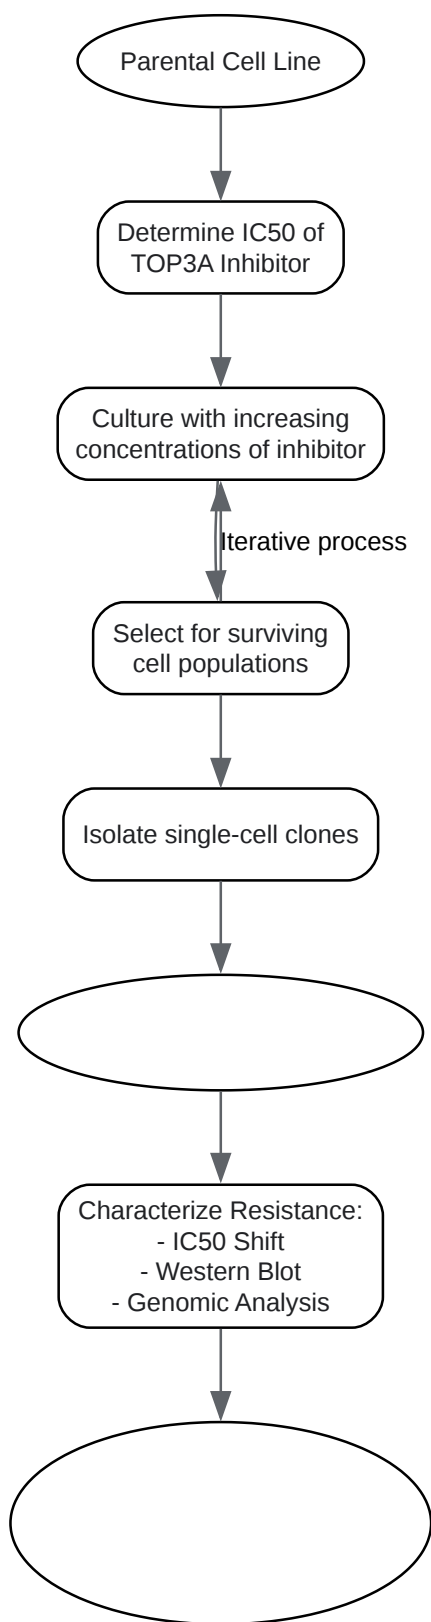 Parental Cell Line
Determine IC50 of
TOP3A Inhibitor
Culture with increasing
concentrations of inhibitor
Iterative process
Select for surviving
cell populations
Isolate single-cell clones
Characterize Resistance:
- IC50 Shift
- Western Blot
- Genomic Analysis